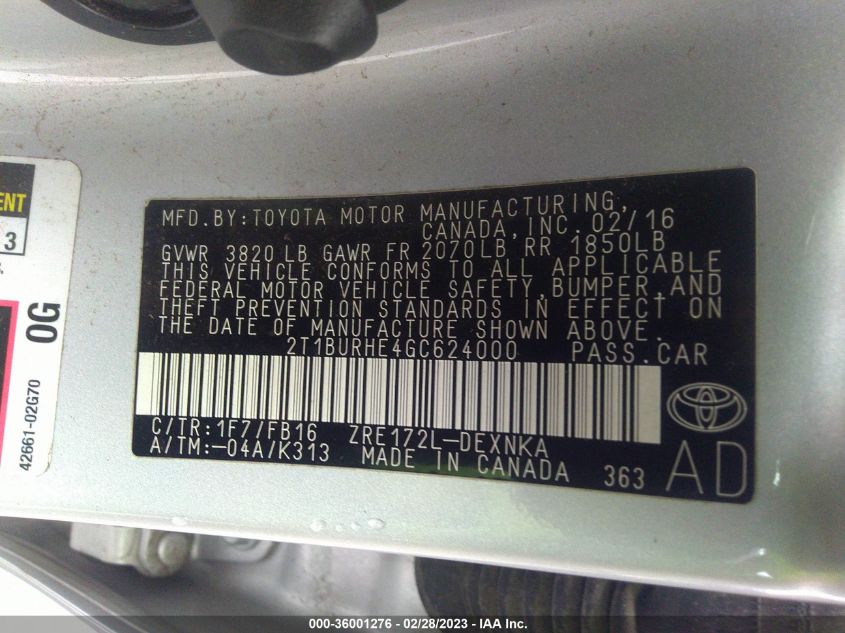 MFD.BY:TOYOTA MOTOR MANUFACTURING,
CANADA, INC. 02/16
GVWR 3820 LB GAWR FR 2070LB RR 1850LB
THIS VEHICLE CONFORMS TO ALL APPLICABLE
FEDERAL MOTOR VEHICLE SAFETY, BUMPER, AND
THEFT PREVENTION STANDARDS IN EFFECT ON
THE DATE OF MANUFACTURE SHOWN ABOVE.
2T1BURHE4GC624000 PASS.CAR
C/TR:1F7/FB16 ZRE172L-DEXNKA
A/TM:-04A/K313 MADE IN CANADA 363
AD
ENT
3
0G
42661-02G70
000-36001276 - 02/28/2023 - IAA Inc.